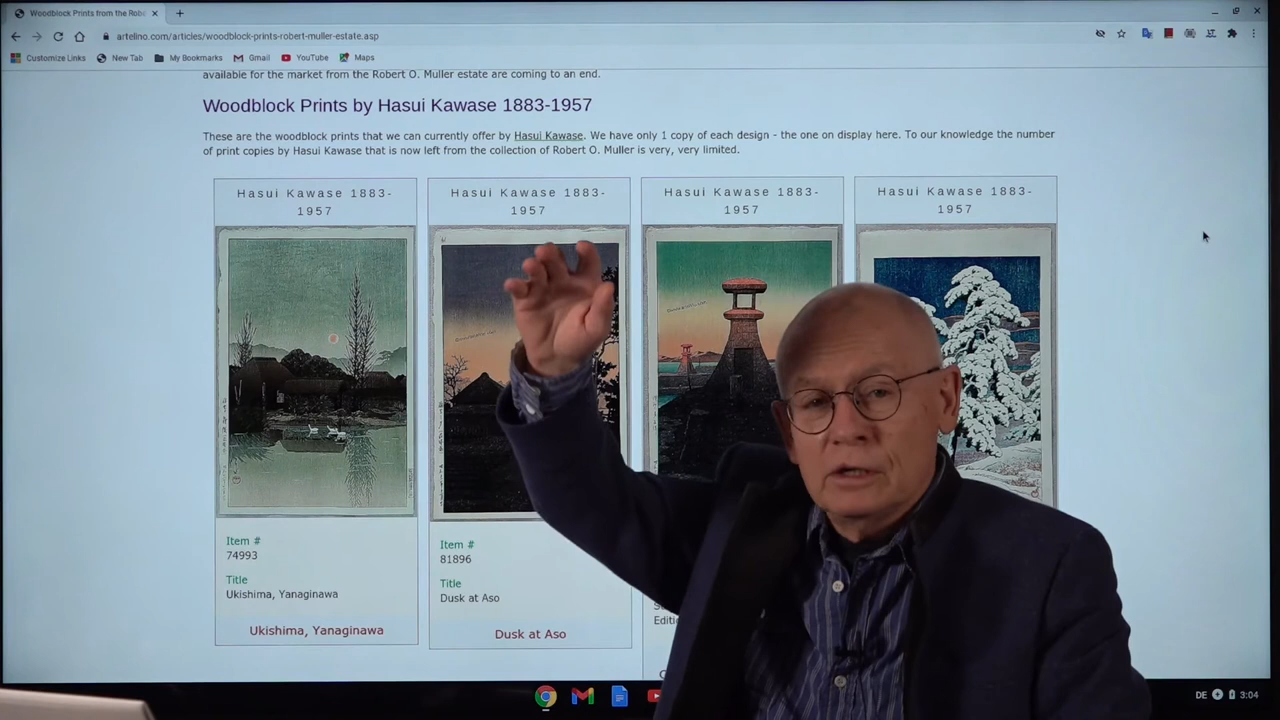 Woodblock Prints from the Robe
artelino.com/articles/woodblock-prints-robert-muller-estate.asp
Customize Links New Tab My Bookmarks Gmail YouTube Maps
available for the market from the Robert O. Muller estate are coming to an end.
Woodblock Prints by Hasui Kawase 1883-1957
These are the woodblock prints that we can currently offer by Hasui Kawase. We have only 1 copy of each design - the one on display here. To our knowledge the number
of print copies by Hasui Kawase that is now left from the collection of Robert O. Muller is very, very limited.
Hasui Kawase 1883-
1957
Hasui Kawase 1883-
1957
Hasui Kawase 1883-
1957
Hasui Kawase 1883-
1957
Item #
74993
Title
Ukishima, Yanaginawa
Ukishima, Yanaginawa
Item #
81896
Title
Dusk at Aso
Dusk at Aso
DE 3:04